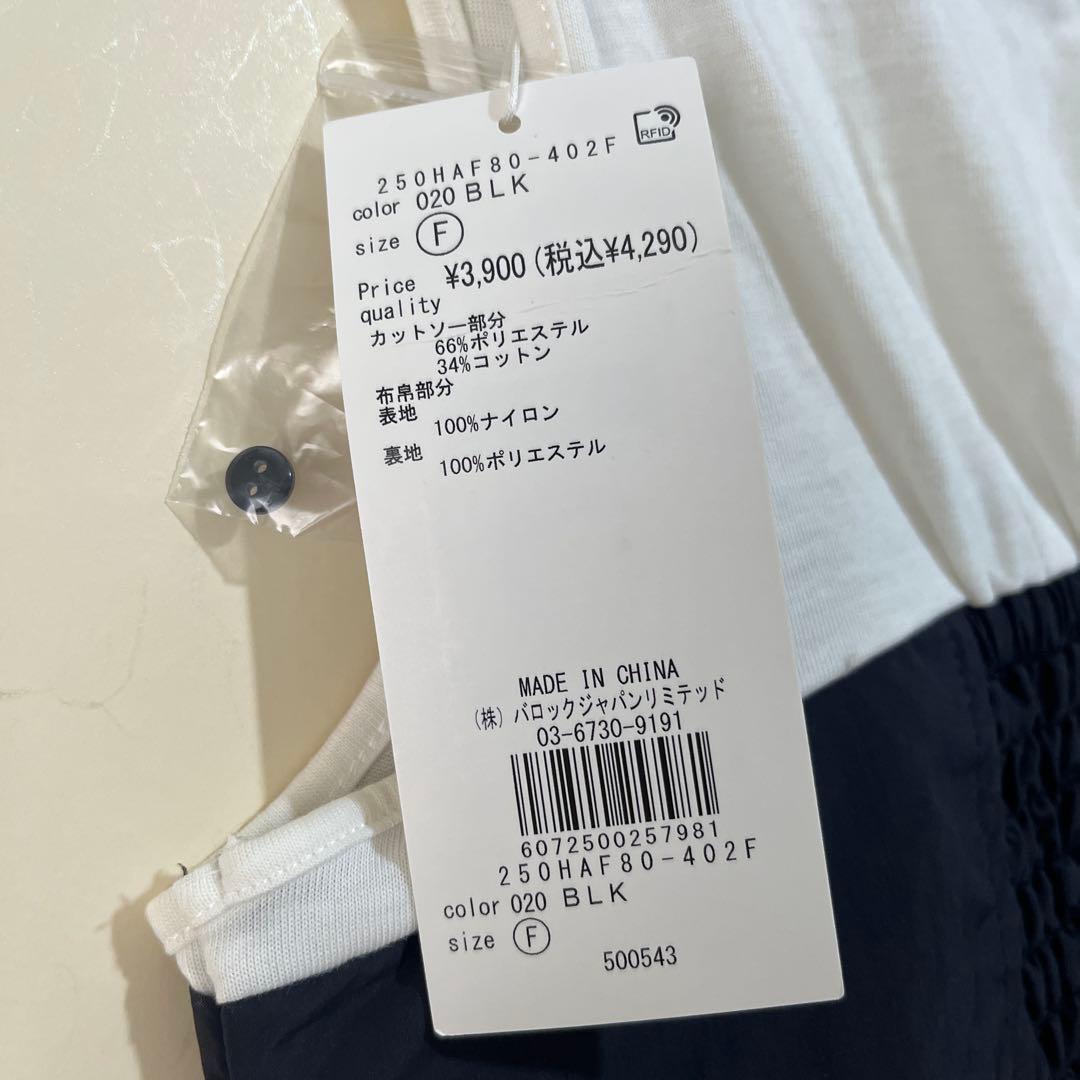 RFID
250HAF80-402F
color 020 BLK
size F
Price ¥3,900(税込¥4,290)
quality
カットソー部分
66%ポリエステル
34%コットン
布帛部分
表地 100%ナイロン
裏地 100%ポリエステル
MADE IN CHINA
(株)バロックジャパンリミテッド
03-6730-9191
6072500257981
250HAF80-402F
color 020 BLK
size F
500543